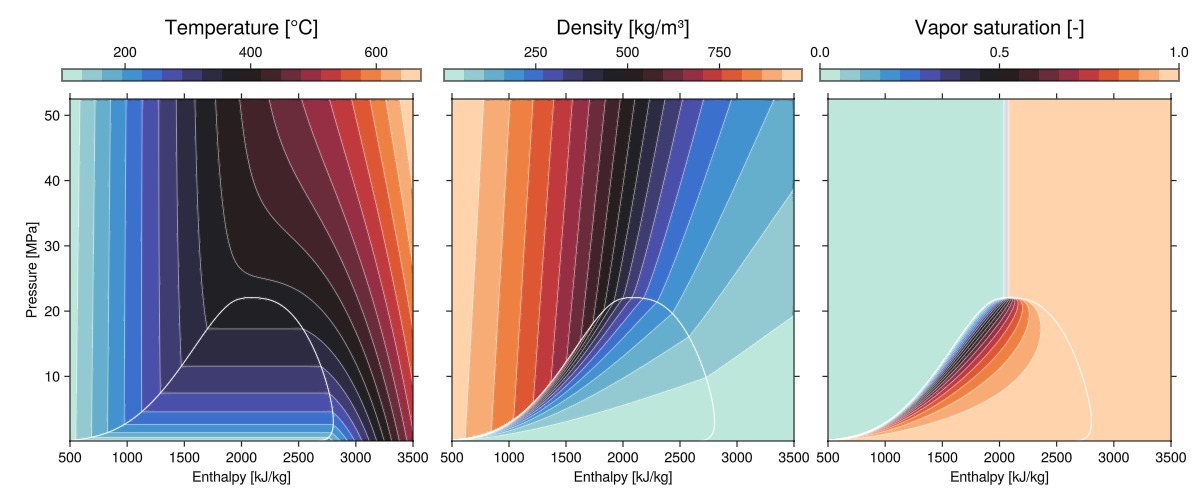 Temperature [°C] Density [kg/m³] Vapor saturation [-]
200 400 600 250 500 750 0.0 0.5 1.0
Pressure [MPa]
50
40
30
20
10
500 1000 1500 2000 2500 3000 3500 500 1000 1500 2000 2500 3000 3500 500 1000 1500 2000 2500 3000 3500
Enthalpy [kJ/kg] Enthalpy [kJ/kg] Enthalpy [kJ/kg]